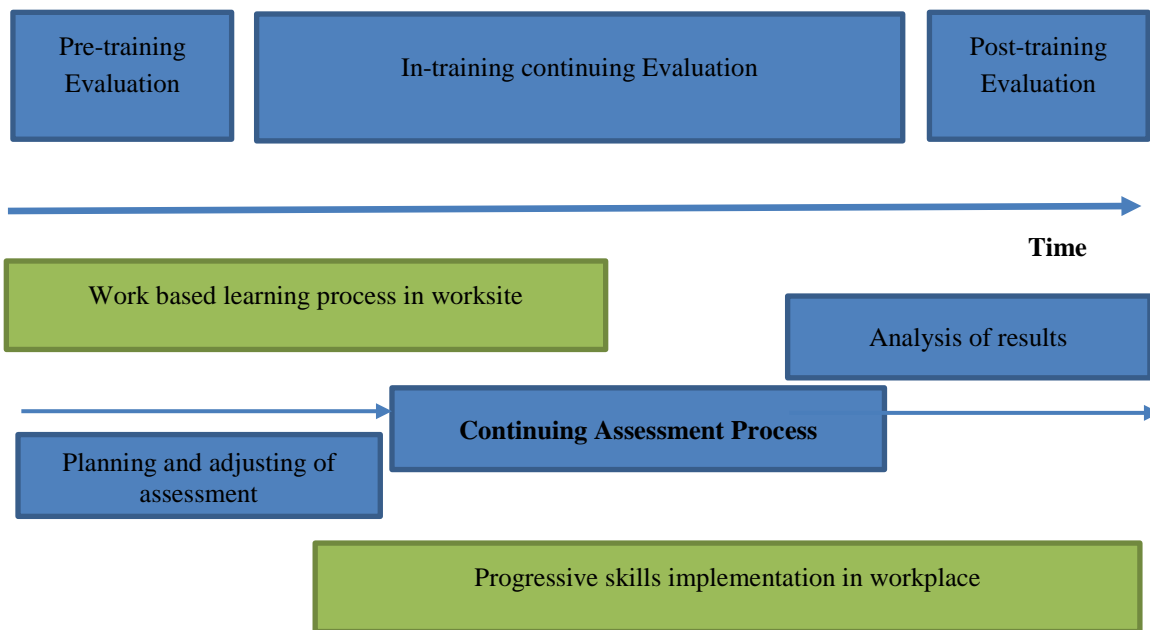 Pre-training
Evaluation
In-training continuing Evaluation
Post-training
Evaluation
Time
Work based learning process in worksite
Analysis of results
Continuing Assessment Process
Planning and adjusting of
assessment
Progressive skills implementation in workplace